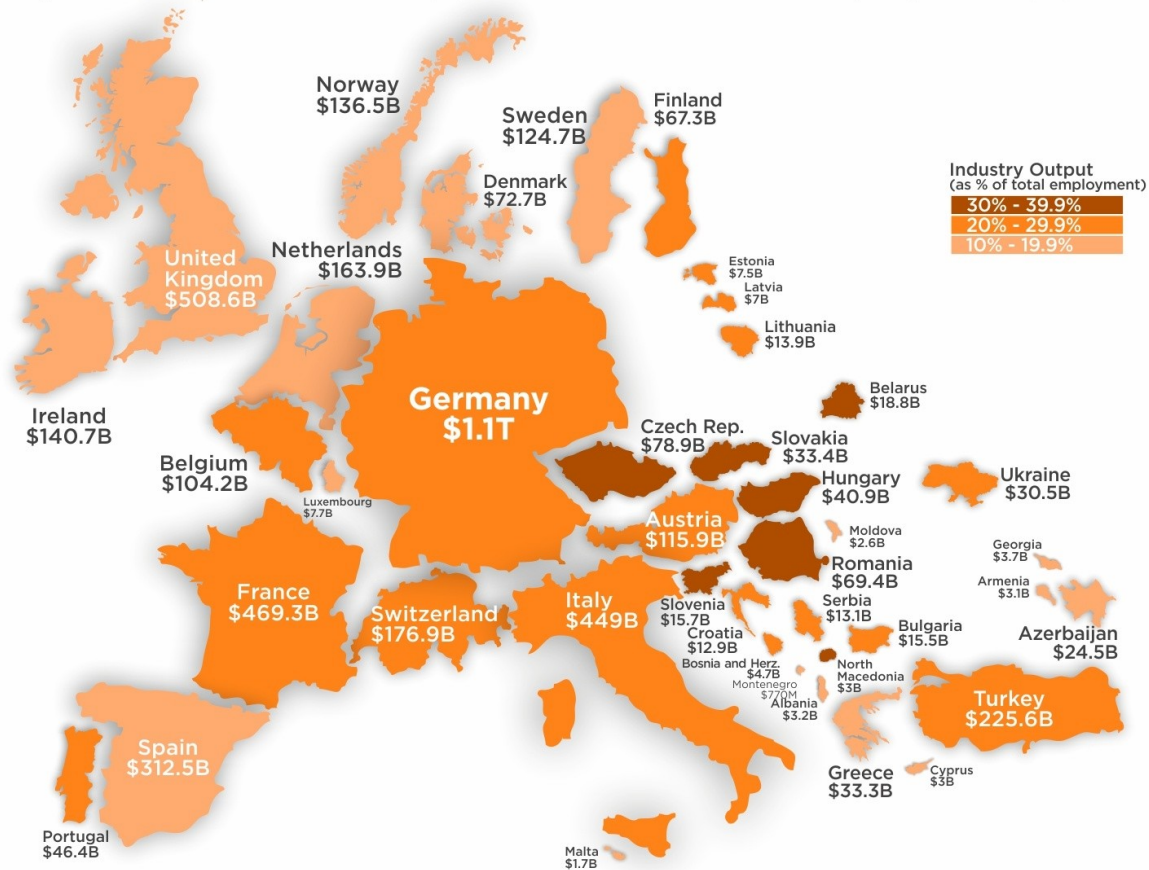 Norway
$136.5B
Sweden
$124.7B
Finland
$67.3B
Denmark
$72.7B
Industry Output
(as % of total employment)
30% - 39.9%
20% - 29.9%
10% - 19.9%
United
Kingdom
$508.6B
Netherlands
$163.9B
Estonia
$7.5B
Latvia
$7B
Lithuania
$13.9B
Ireland
$140.7B
Germany
$1.1T
Belarus
$18.8B
Czech Rep.
$78.9B
Slovakia
$33.4B
Belgium
$104.2B
Luxembourg
$7.7B
Hungary
$40.9B
Ukraine
$30.5B
Austria
$115.9B
Moldova
$2.6B
Romania
$69.4B
Georgia
$3.7B
Armenia
$3.1B
Azerbaijan
$24.5B
France
$469.3B
Switzerland
$176.9B
Italy
$449B
Slovenia
$15.7B
Croatia
$12.9B
Serbia
$13.1B
Bulgaria
$15.5B
Bosnia and Herz.
$4.7B
Montenegro
$770M
Albania
$3.2B
North
Macedonia
$3B
Turkey
$225.6B
Spain
$312.5B
Portugal
$46.4B
Greece
$33.3B
Cyprus
$3B
Malta
$1.7B